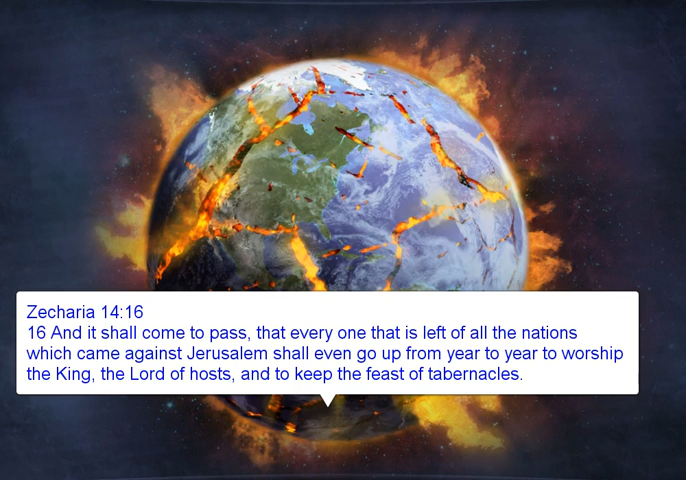 Zecharia 14:16
16 And it shall come to pass, that every one that is left of all the nations
which came against Jerusalem shall even go up from year to year to worship
the King, the Lord of hosts, and to keep the feast of tabernacles.